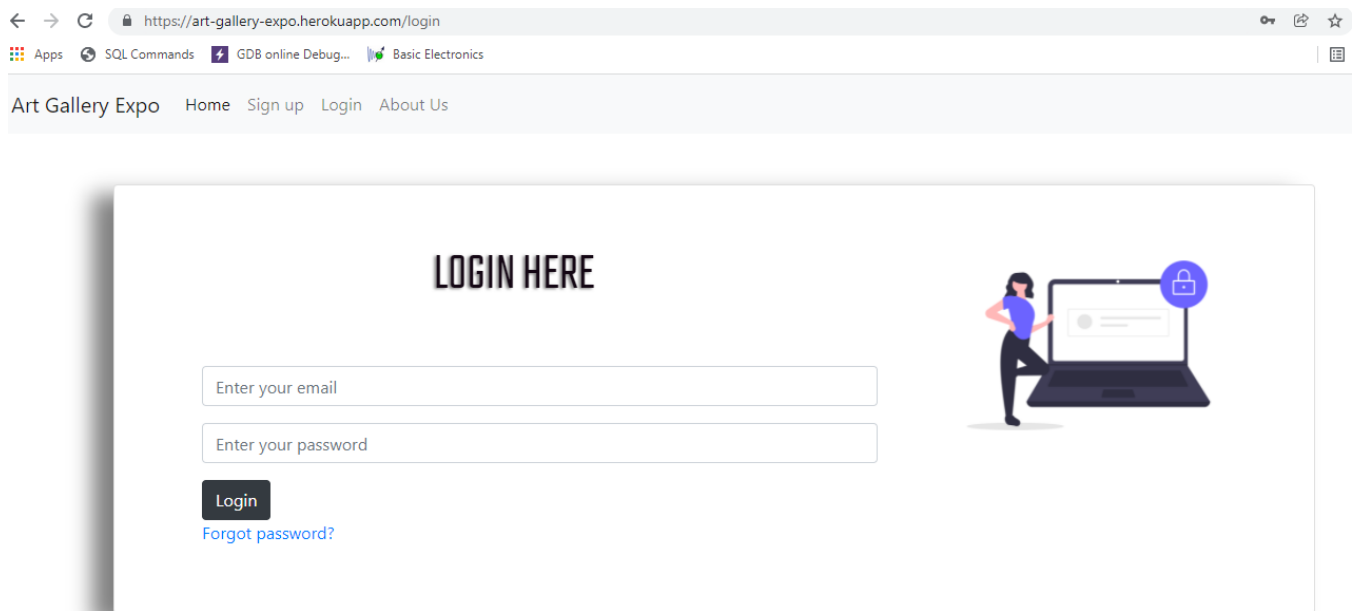 https://art-gallery-expo.herokuapp.com/login
Apps SQL Commands GDB online Debug... Basic Electronics
Art Gallery Expo Home Sign up Login About Us
LOGIN HERE
Enter your email
Enter your password
Login
Forgot password?